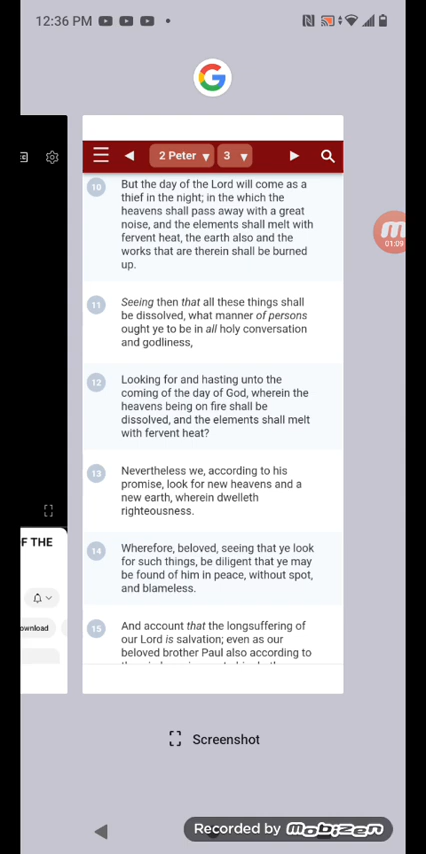 12:36 PM
G
M
01:09
2 Peter 3
10 But the day of the Lord will come as a
thief in the night; in the which the
heavens shall pass away with a great
noise, and the elements shall melt with
fervent heat, the earth also and the
works that are therein shall be burned
up.
11 Seeing then that all these things shall
be dissolved, what manner of persons
ought ye to be in all holy conversation
and godliness,
12 Looking for and hasting unto the
coming of the day of God, wherein the
heavens being on fire shall be
dissolved, and the elements shall melt
with fervent heat?
13 Nevertheless we, according to his
promise, look for new heavens and a
new earth, wherein dwelleth
righteousness.
F THE
14 Wherefore, beloved, seeing that ye look
for such things, be diligent that ye may
be found of him in peace, without spot,
and blameless.
ownload
15 And account that the longsuffering of
our Lord is salvation; even as our
beloved brother Paul also according to
Screenshot
Recorded by mobizen